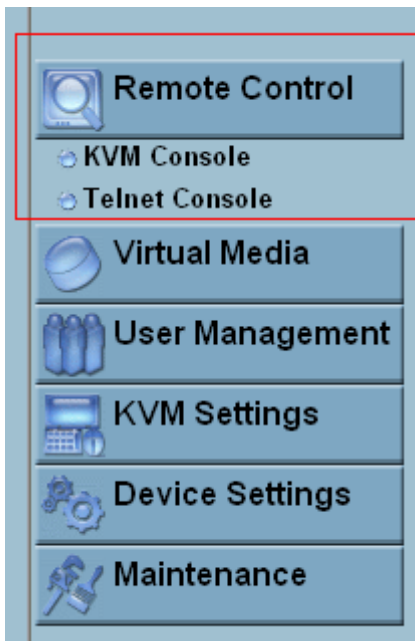 Remote Control
KVM Console
Telnet Console
Virtual Media
User Management
KVM Settings
Device Settings
Maintenance